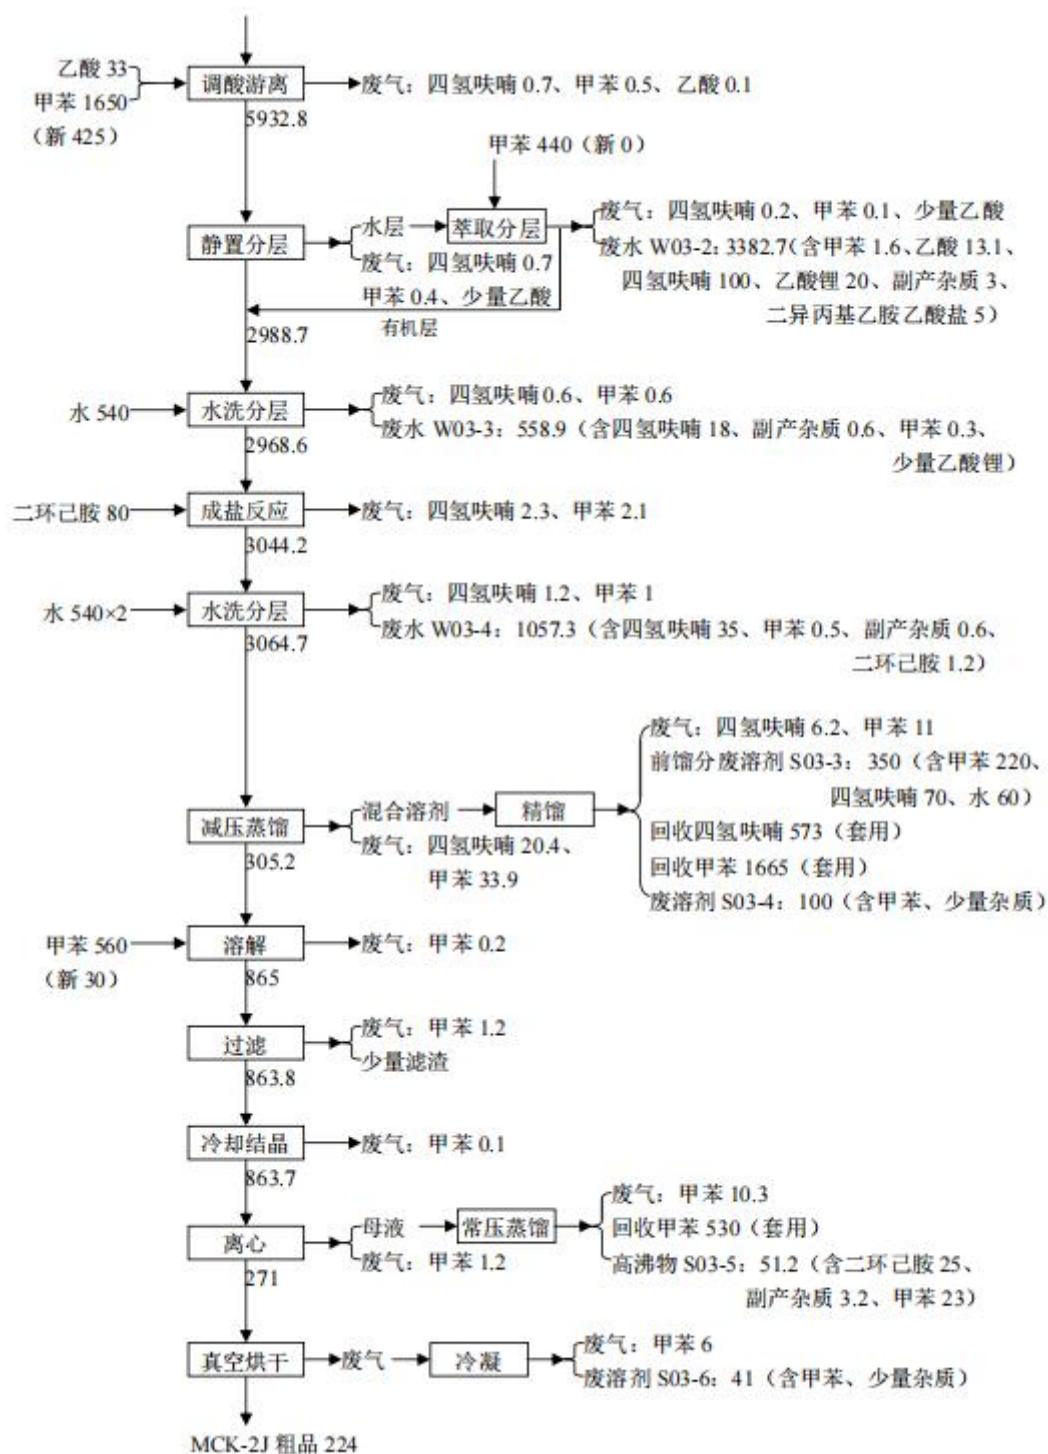 乙酸 33
甲苯 1650
（新 425）
调酸游离
废气：四氢呋喃 0.7、甲苯 0.5、乙酸 0.1
5932.8
甲苯 440（新 0）
静置分层
水层
萃取分层
废气：四氢呋喃 0.7
甲苯 0.4、少量乙酸
废气：四氢呋喃 0.2、甲苯 0.1、少量乙酸
废水 W03-2：3382.7（含甲苯 1.6、乙酸 13.1、
四氢呋喃 100、乙酸锂 20、副产杂质 3、
二异丙基乙胺乙酸盐 5）
有机层
2988.7
水 540
水洗分层
废气：四氢呋喃 0.6、甲苯 0.6
废水 W03-3：558.9（含四氢呋喃 18、副产杂质 0.6、甲苯 0.3、
少量乙酸锂）
2968.6
二环己胺 80
成盐反应
废气：四氢呋喃 2.3、甲苯 2.1
3044.2
水 540×2
水洗分层
废气：四氢呋喃 1.2、甲苯 1
废水 W03-4：1057.3（含四氢呋喃 35、甲苯 0.5、副产杂质 0.6、
二环己胺 1.2）
3064.7
减压蒸馏
混合溶剂
精馏
废气：四氢呋喃 20.4、
甲苯 33.9
废气：四氢呋喃 6.2、甲苯 11
前馏分废溶剂 S03-3：350（含甲苯 220、
四氢呋喃 70、水 60）
回收四氢呋喃 573（套用）
回收甲苯 1665（套用）
废溶剂 S03-4：100（含甲苯、少量杂质）
305.2
甲苯 560
（新 30）
溶解
废气：甲苯 0.2
865
过滤
废气：甲苯 1.2
少量滤渣
863.8
冷却结晶
废气：甲苯 0.1
863.7
离心
母液
常压蒸馏
废气：甲苯 1.2
废气：甲苯 10.3
回收甲苯 530（套用）
高沸物 S03-5：51.2（含二环己胺 25、
副产杂质 3.2、甲苯 23）
271
真空烘干
废气
冷凝
废气：甲苯 6
废溶剂 S03-6：41（含甲苯、少量杂质）
MCK-2J 粗品 224